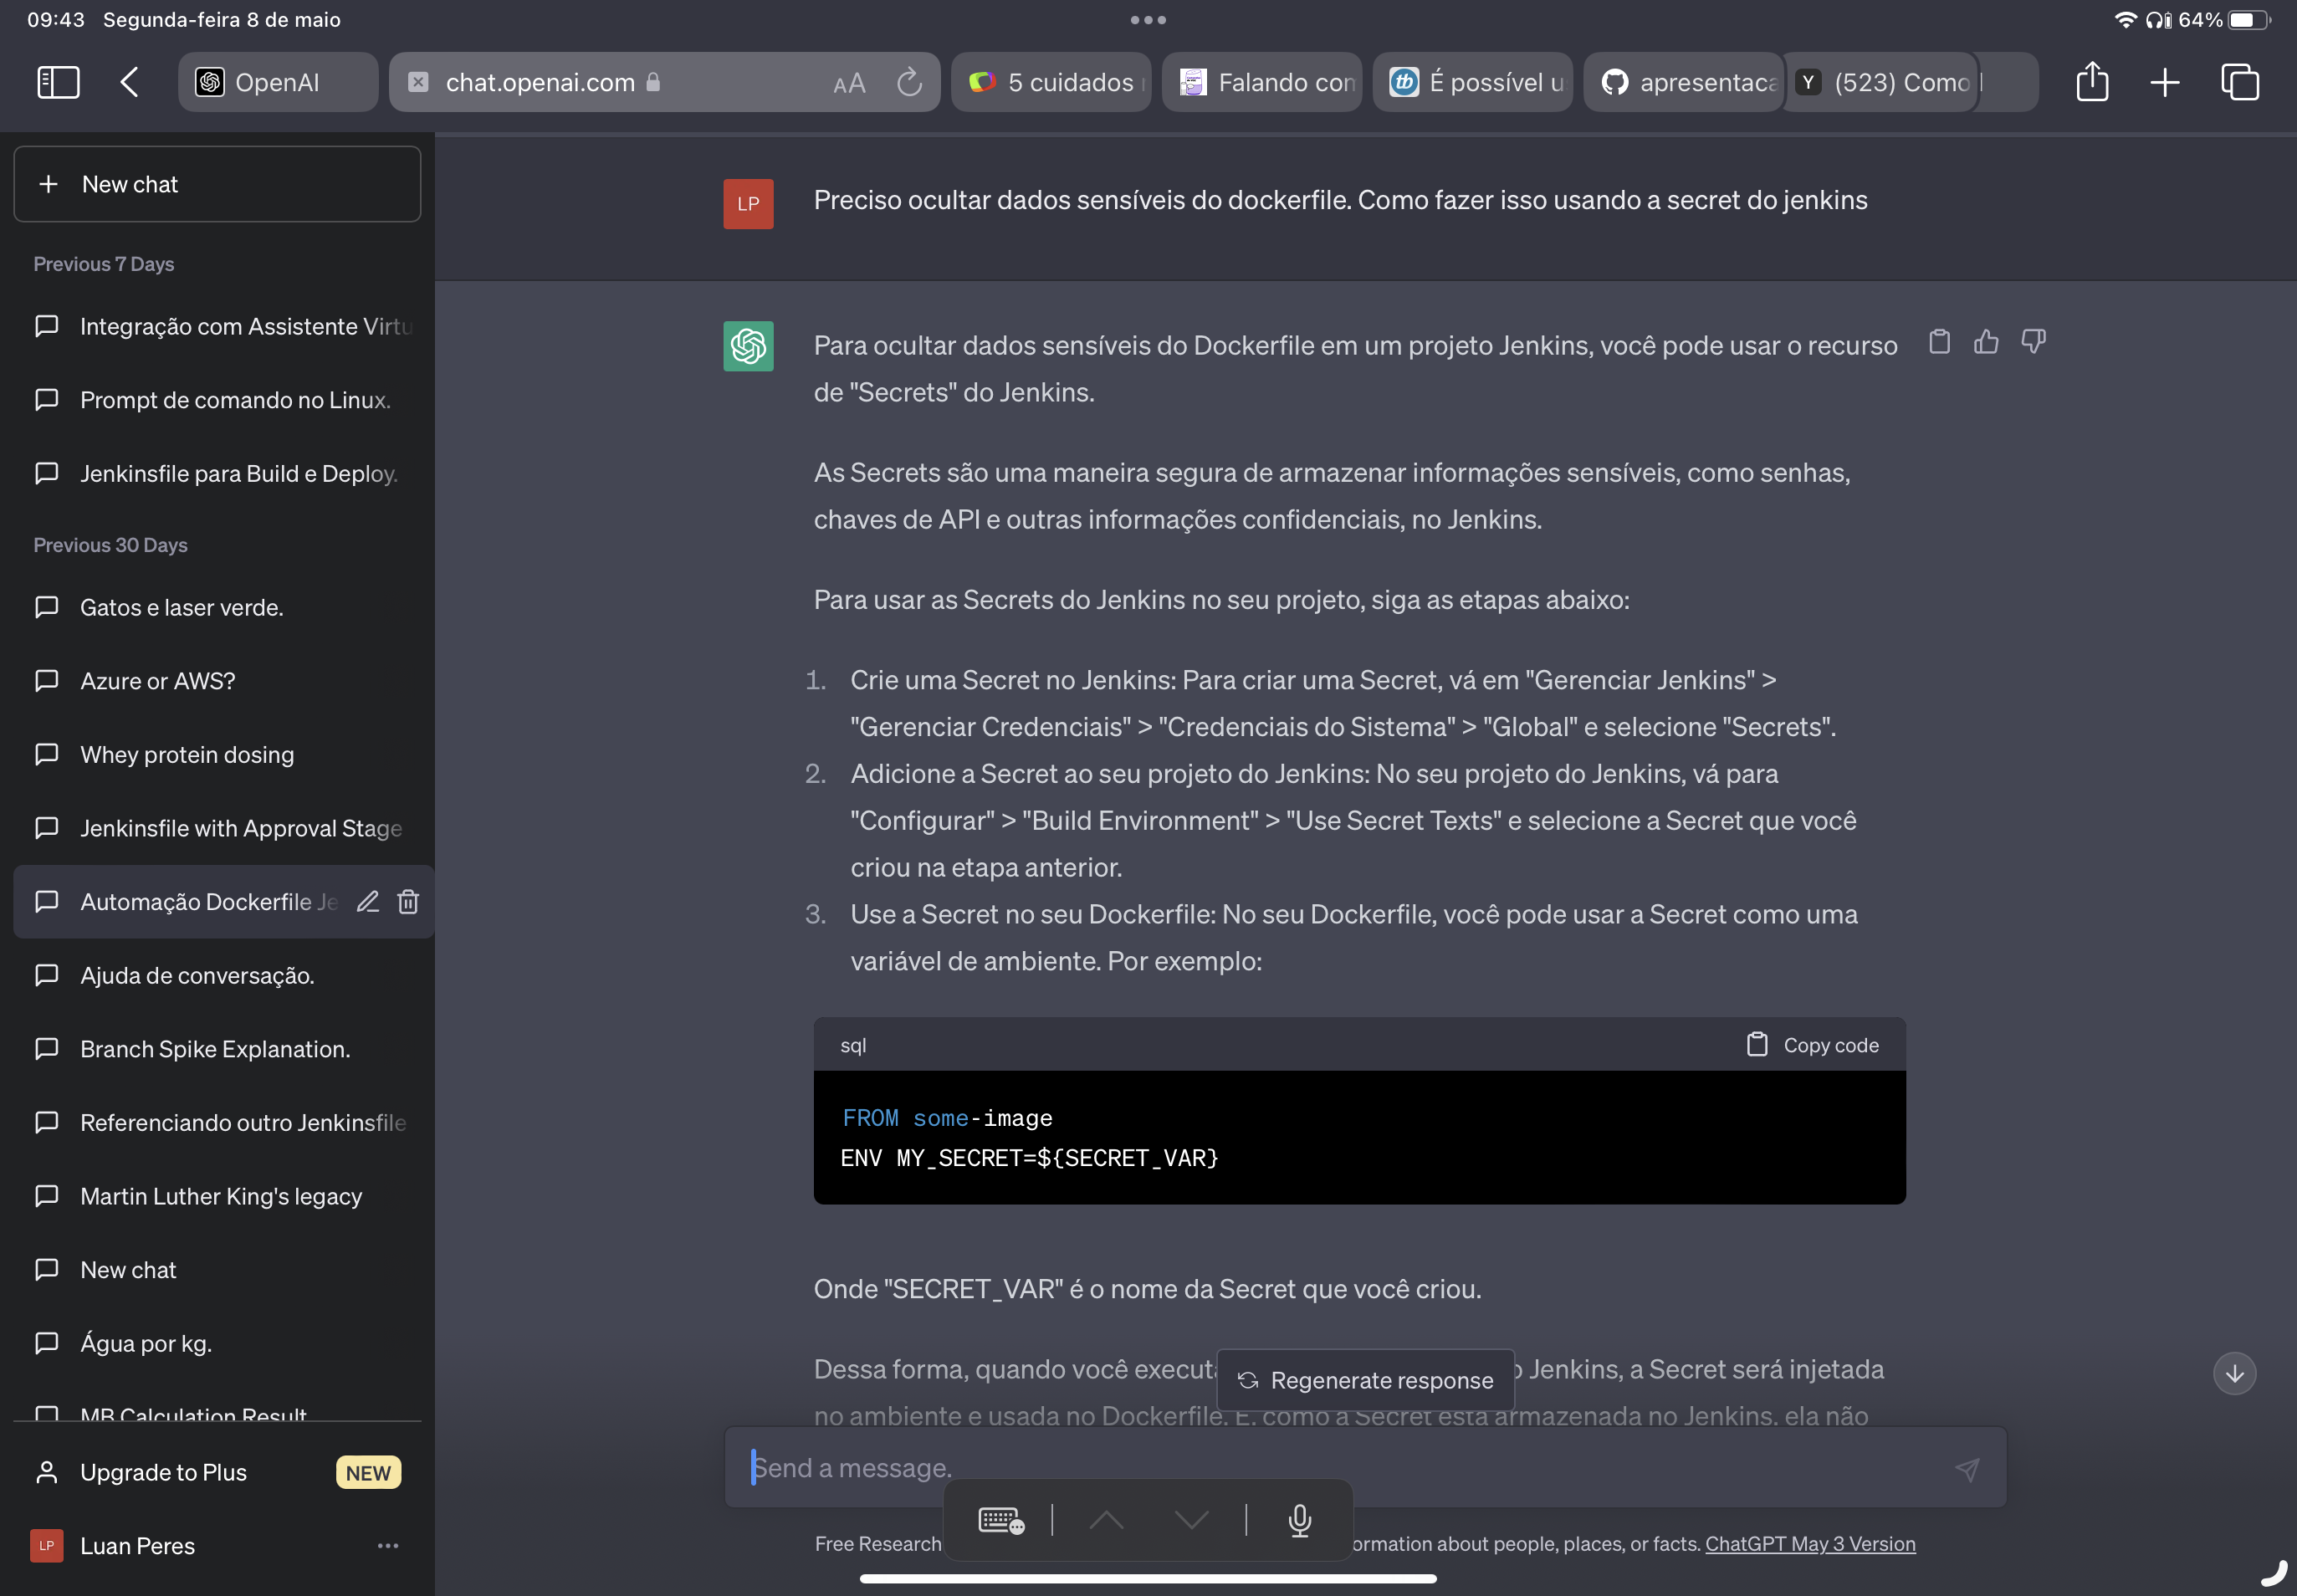 09:43 Segunda-feira 8 de maio
64%
OpenAI
chat.openai.com
AA
5 cuidados
Falando con
É possível u
apresentaca
Y (523) Como
New chat
Previous 7 Days
Integração com Assistente Virtu
Prompt de comando no Linux.
Jenkinsfile para Build e Deploy.
Previous 30 Days
Gatos e laser verde.
Azure or AWS?
Whey protein dosing
Jenkinsfile with Approval Stage
Automação Dockerfile Je
Ajuda de conversação.
Branch Spike Explanation.
Referenciando outro Jenkinsfile
Martin Luther King's legacy
New chat
Água por kg.
MB Calculation Result
Upgrade to Plus NEW
LP Luan Peres
LP Preciso ocultar dados sensíveis do dockerfile. Como fazer isso usando a secret do jenkins
Para ocultar dados sensíveis do Dockerfile em um projeto Jenkins, você pode usar o recurso
de "Secrets" do Jenkins.
As Secrets são uma maneira segura de armazenar informações sensíveis, como senhas,
chaves de API e outras informações confidenciais, no Jenkins.
Para usar as Secrets do Jenkins no seu projeto, siga as etapas abaixo:
1. Crie uma Secret no Jenkins: Para criar uma Secret, vá em "Gerenciar Jenkins" >
"Gerenciar Credenciais" > "Credenciais do Sistema" > "Global" e selecione "Secrets".
2. Adicione a Secret ao seu projeto do Jenkins: No seu projeto do Jenkins, vá para
"Configurar" > "Build Environment" > "Use Secret Texts" e selecione a Secret que você
criou na etapa anterior.
3. Use a Secret no seu Dockerfile: No seu Dockerfile, você pode usar a Secret como uma
variável de ambiente. Por exemplo:
sql Copy code
FROM some-image
ENV MY_SECRET=${SECRET_VAR}
Onde "SECRET_VAR" é o nome da Secret que você criou.
Dessa forma, quando você execut Jenkins, a Secret será injetada
Regenerate response
no ambiente e usada no Dockerfile. E, como a Secret está armazenada no Jenkins, ela não
Send a message.
Free Research ormation about people, places, or facts. ChatGPT May 3 Version